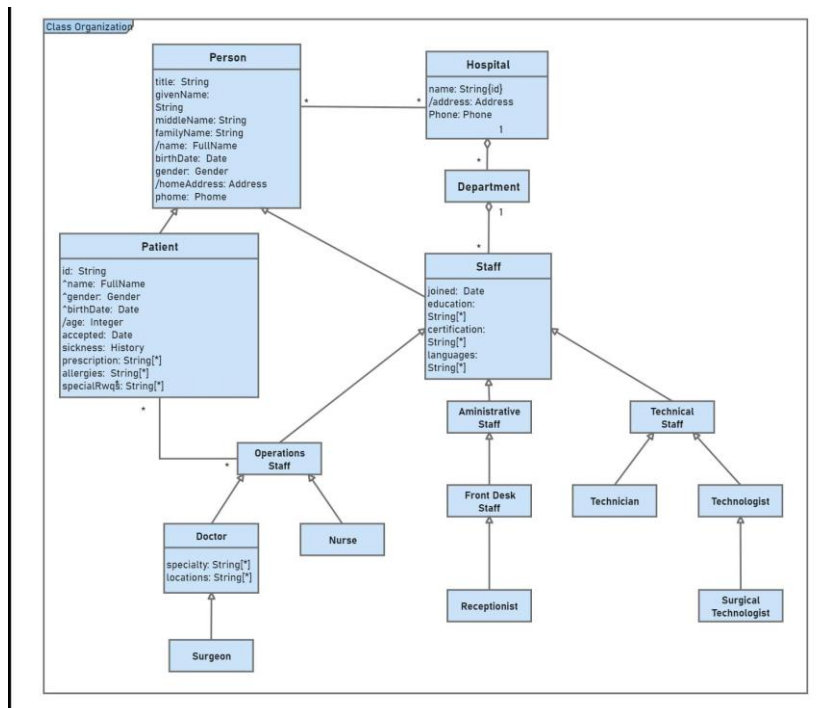 Class Organization
Person
title: String
givenName:
String
middleName: String
familyName: String
/name: FullName
birthDate: Date
gender: Gender
/homeAddress: Address
phome: Phome
*
*
Hospital
name: String{id}
/address: Address
Phone: Phone
1
*
Department
1
*
Patient
id: String
^name: FullName
^gender: Gender
^birthDate: Date
/age: Integer
accepted: Date
sickness: History
prescription: String[*]
allergies: String[*]
specialRwqs: String[*]
*
Staff
joined: Date
education:
String[*]
certification:
String[*]
languages:
String[*]
*
Operations
Staff
Aministrative
Staff
Technical
Staff
Front Desk
Staff
Technician
Technologist
Doctor
specialty: String[*]
locations: String[*]
Nurse
Receptionist
Surgical
Technologist
Surgeon